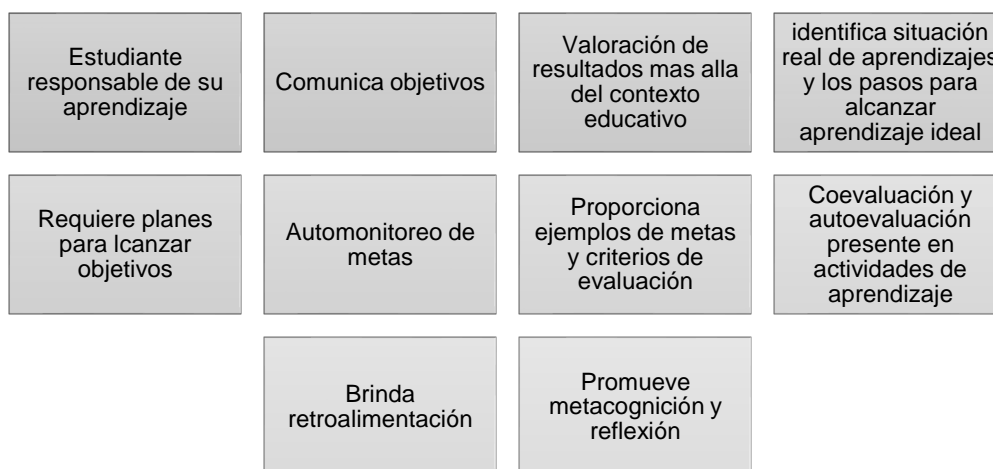 Estudiante
responsable de su
aprendizaje
Comunica objetivos
Valoración de
resultados mas alla
del contexto
educativo
identifica situación
real de aprendizajes
y los pasos para
alcanzar
aprendizaje ideal
Requiere planes
para lcanzar
objetivos
Automonitoreo de
metas
Proporciona
ejemplos de metas
y criterios de
evaluación
Coevaluación y
autoevaluación
presente en
actividades de
aprendizaje
Brinda
retroalimentación
Promueve
metacognición y
reflexión